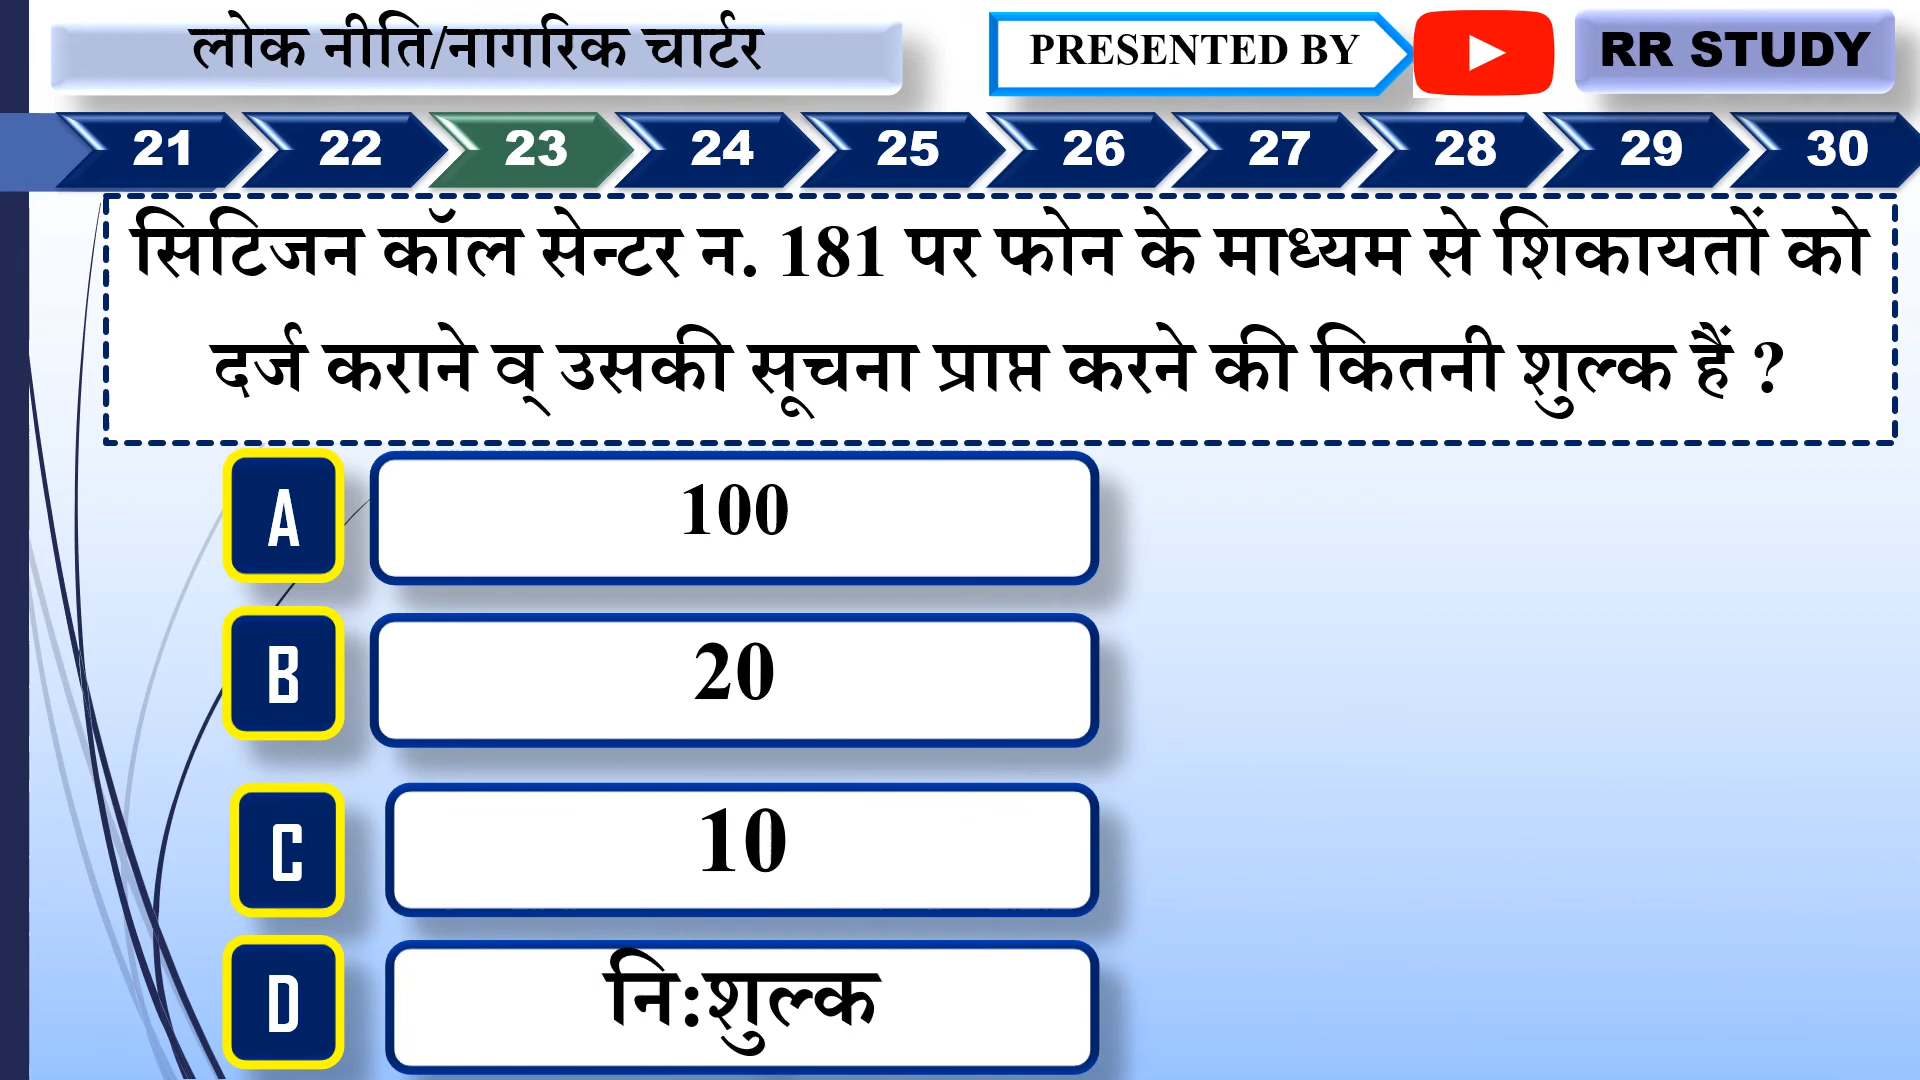 लोक नीति/नागरिक चार्टर
PRESENTED BY
RR STUDY
21 22 23 24 25 26 27 28 29 30
सिटिजन कॉल सेन्टर न. 181 पर फोन के माध्यम से शिकायतों को
दर्ज कराने व् उसकी सूचना प्राप्त करने की कितनी शुल्क हैं ?
A 100
B 20
C 10
D नि:शुल्क